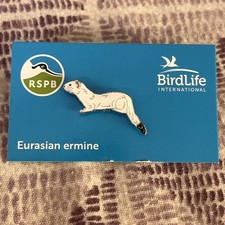 RSPB
BirdLife
INTERNATIONAL
Eurasian ermine